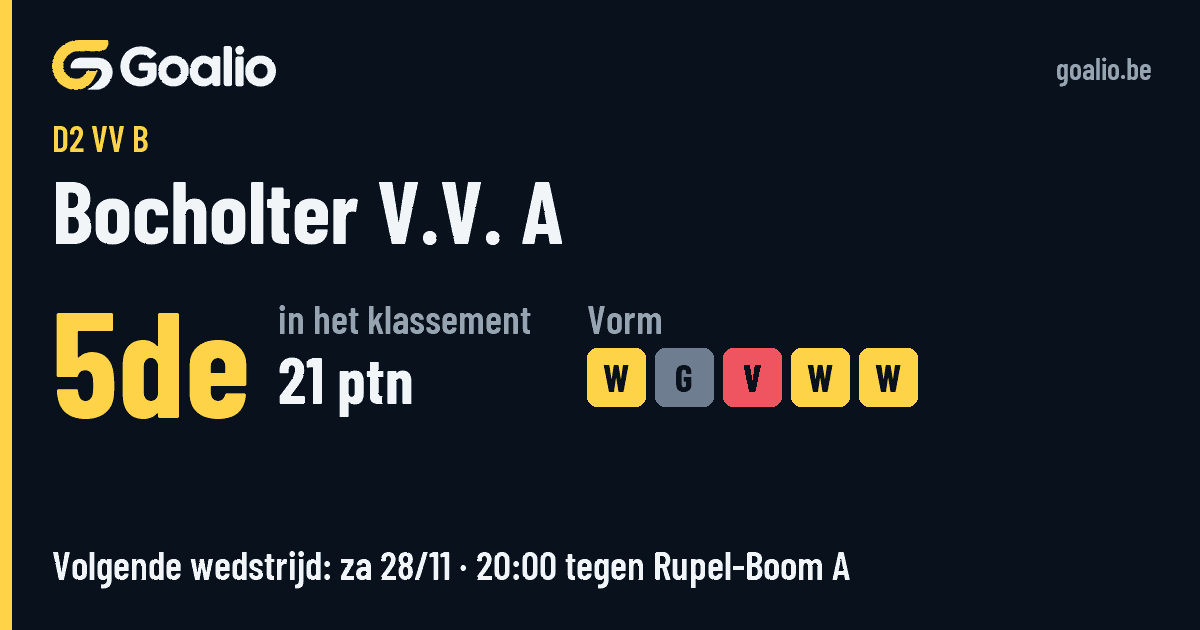 Goalio
goalio.be
D2 VV B
Bocholter V.V. A
5de
in het klassement
21 ptn
Vorm
W G V W W
Volgende wedstrijd: za 28/11 · 20:00 tegen Rupel-Boom A